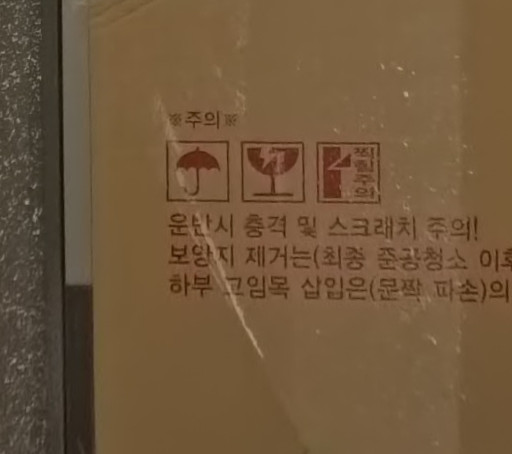 ※주의※
찍힘주의
운반시 충격 및 스크래치 주의!
보양지 제거는(최종 준공청소 이후
하부 고임목 삽입은(문짝 파손)의